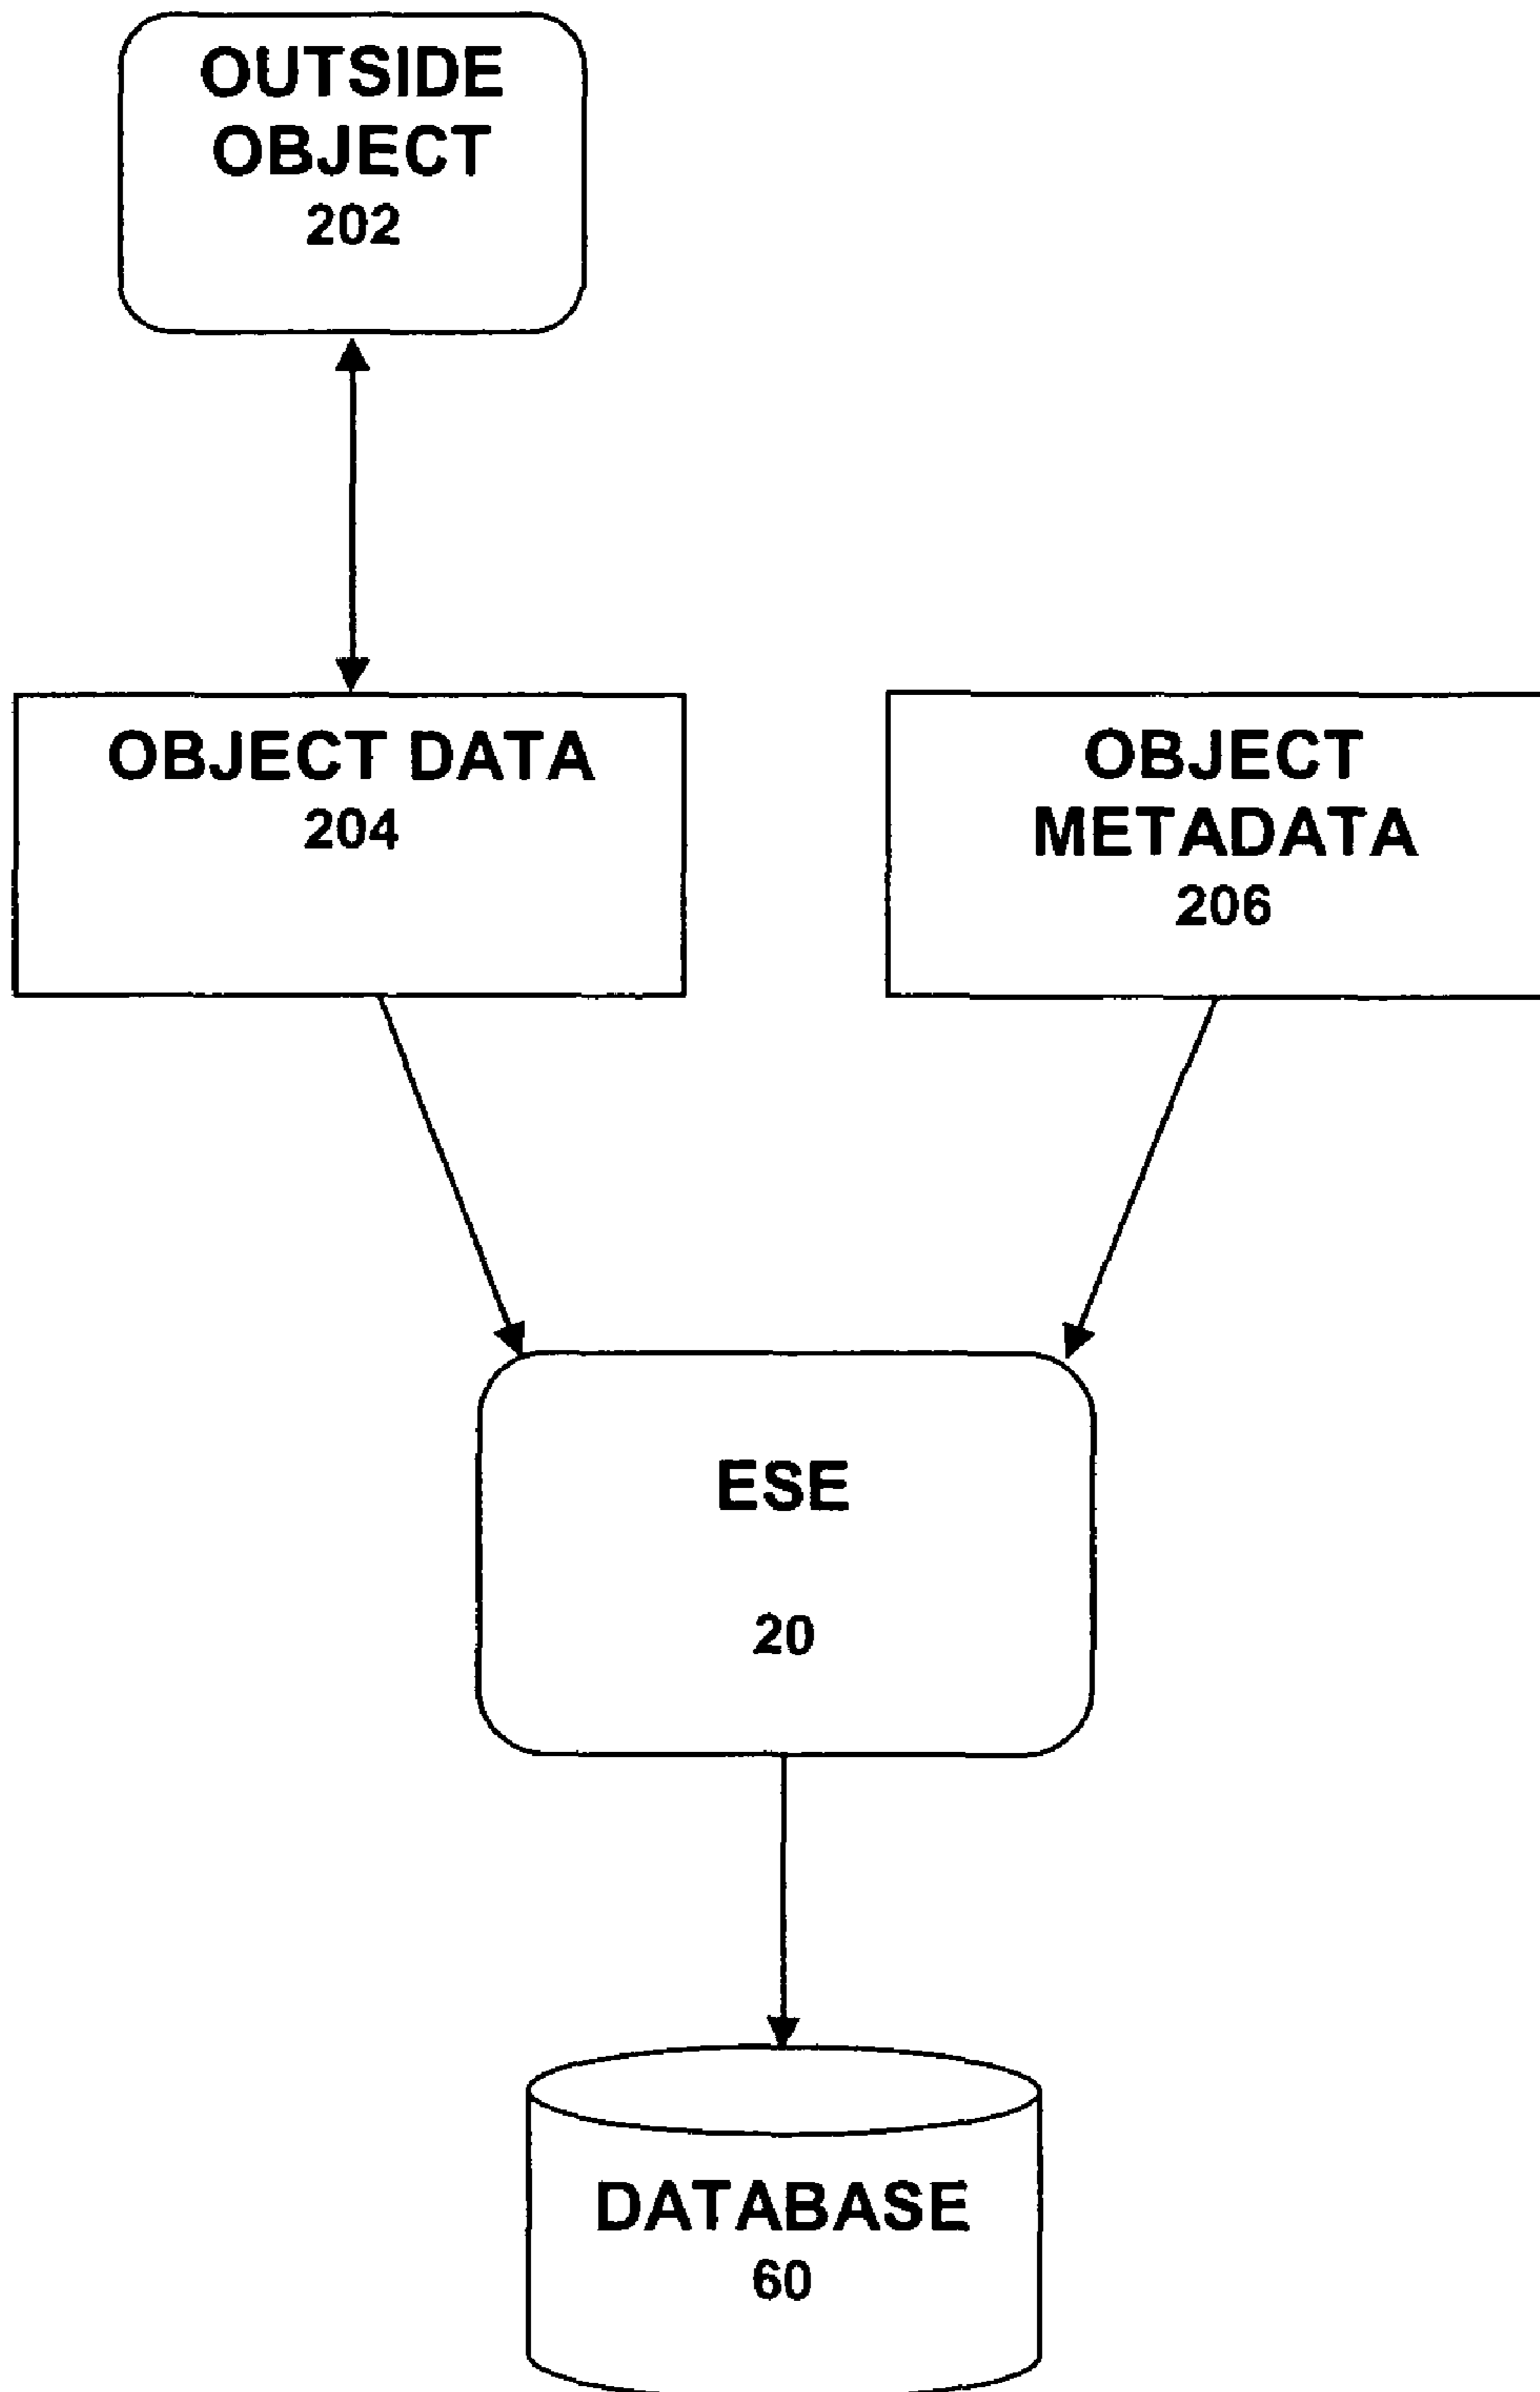 OUTSIDE
OBJECT
202
OBJECT DATA
204
OBJECT
METADATA
206
ESE
20
DATABASE
60